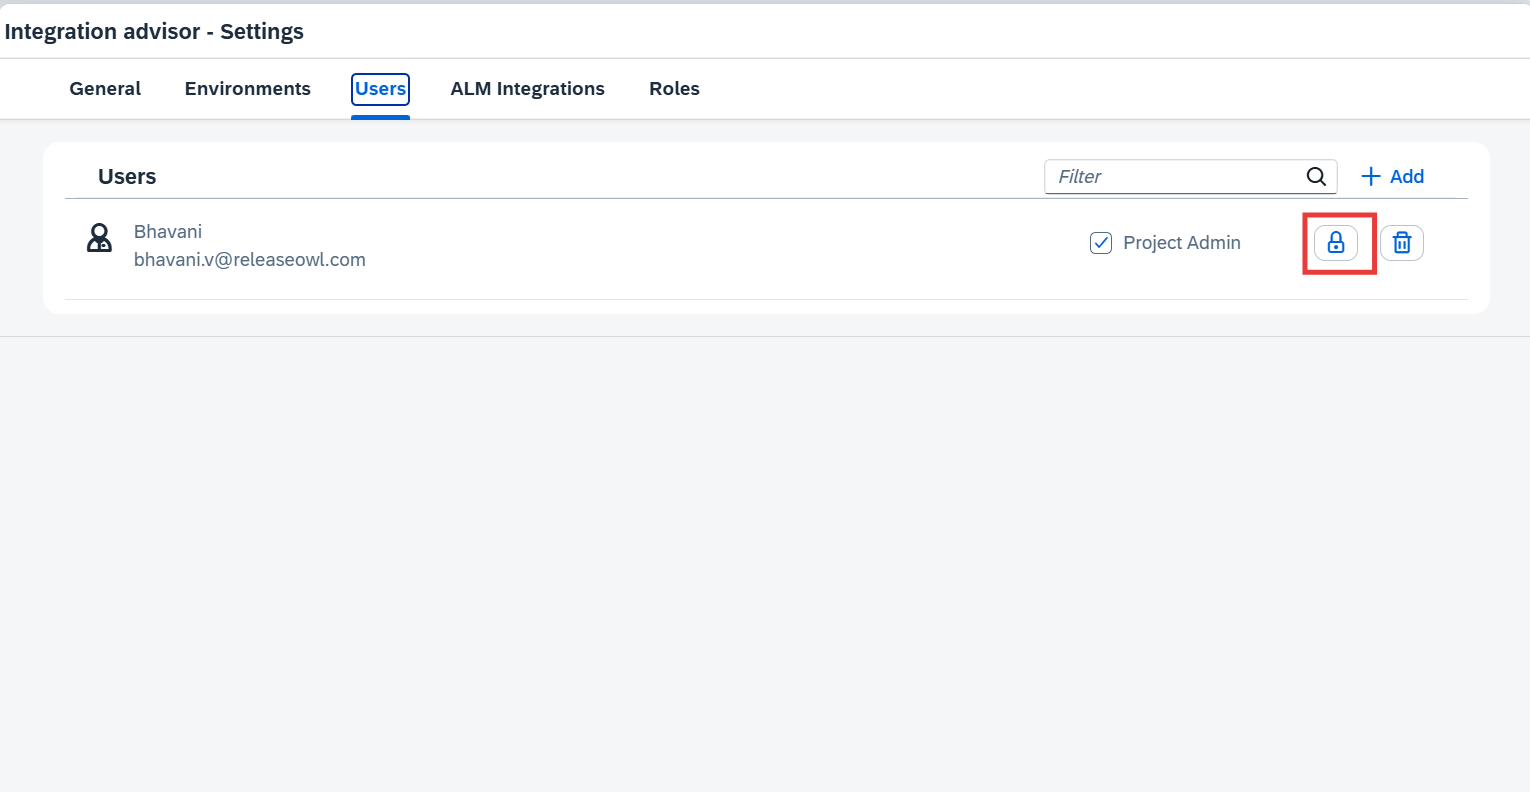 Integration advisor - Settings
General Environments Users ALM Integrations Roles
Users Filter Add
Bhavani
bhavani.v@releaseowl.com
Project Admin